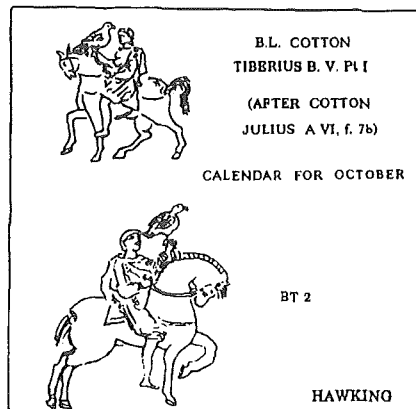 B.L. COTTON
TIBERIUS B. V. Pt I
(AFTER COTTON
JULIUS A VI, f. 7b)
CALENDAR FOR OCTOBER
BT 2
HAWKING